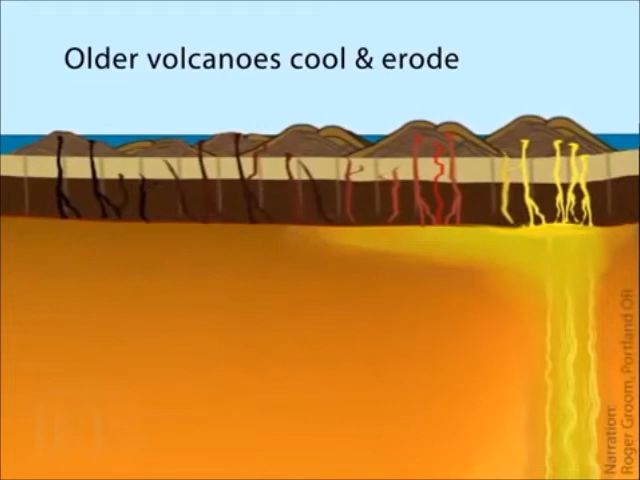 Older volcanoes cool & erode
Narration:
Roger Groom, Portland OR